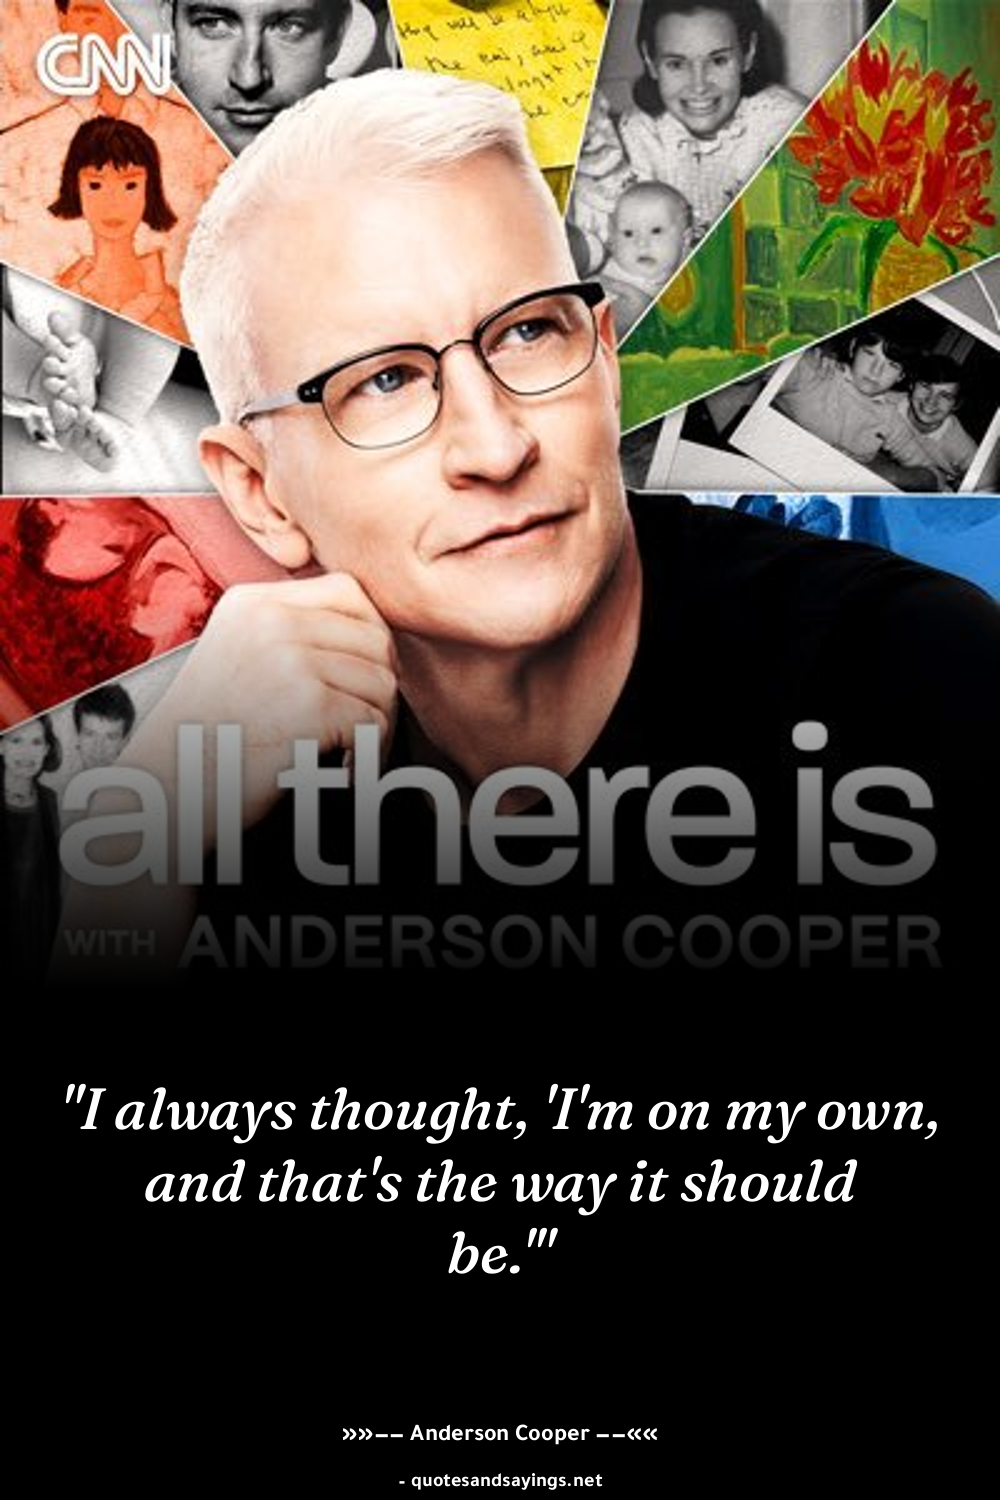 CNN
all there is
WITH ANDERSON COOPER
"I always thought, 'I'm on my own,
and that's the way it should
be.'"
»»–– Anderson Cooper ––««
- quotesandsayings.net